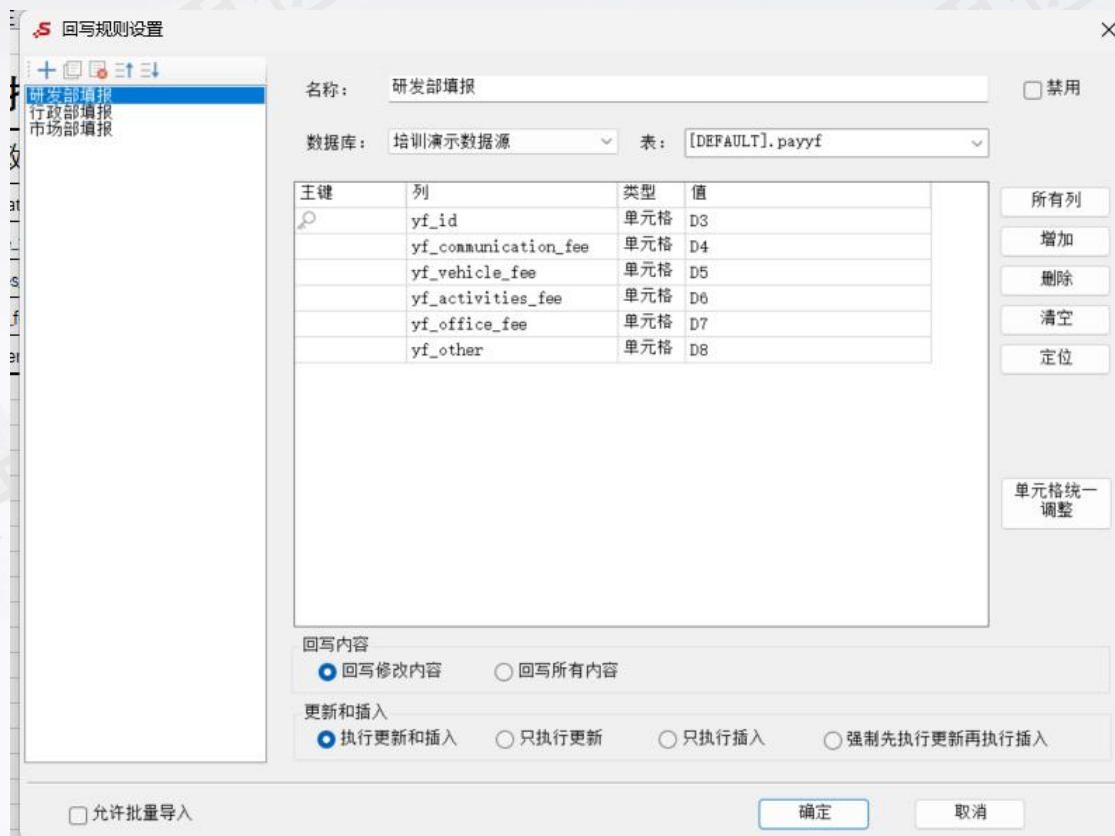 回写规则设置
研发部填报
行政部填报
市场部填报
名称： 研发部填报 禁用
数据库： 培训演示数据源 表： [DEFAULT].payyf
主键 列 类型 值
yf_id 单元格 D3
yf_communication_fee 单元格 D4
yf_vehicle_fee 单元格 D5
yf_activities_fee 单元格 D6
yf_office_fee 单元格 D7
yf_other 单元格 D8
所有列
增加
删除
清空
定位
单元格统一
调整
回写内容
回写修改内容 回写所有内容
更新和插入
执行更新和插入 只执行更新 只执行插入 强制先执行更新再执行插入
允许批量导入 确定 取消